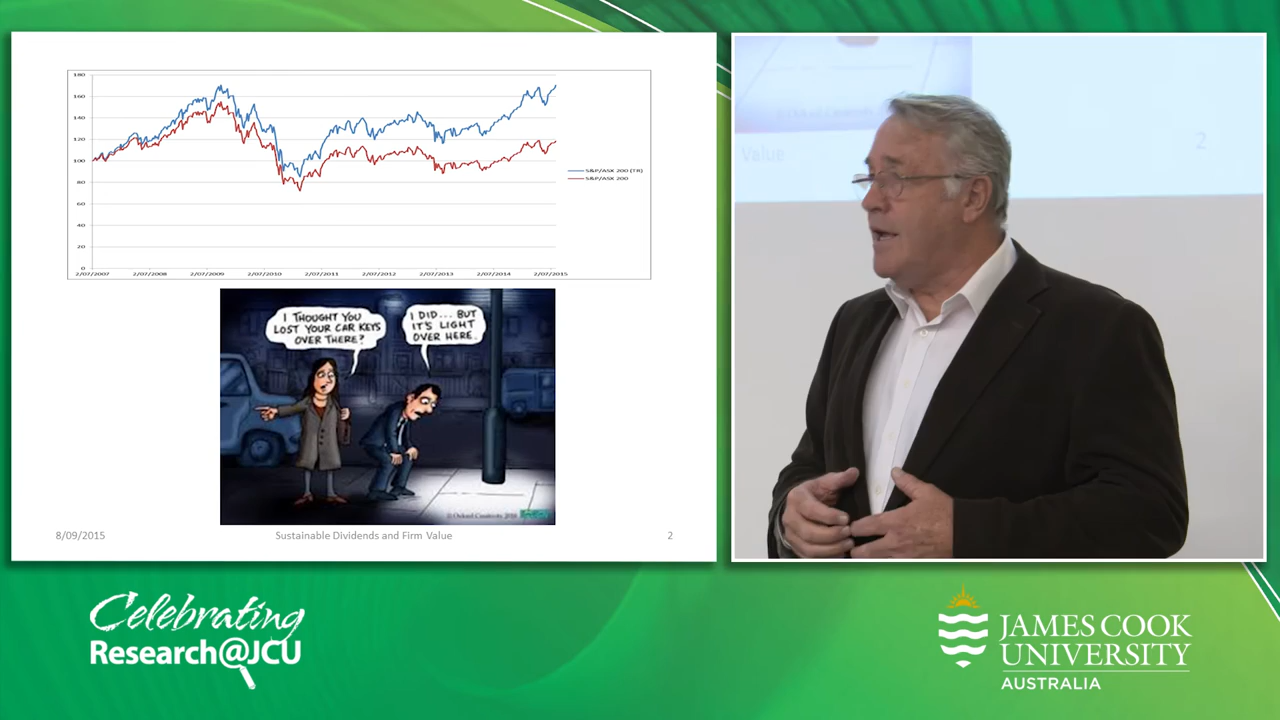 180
160
140
120
100
80
60
40
20
0
2/07/2007 2/07/2008 2/07/2009 2/07/2010 2/07/2011 2/07/2012 2/07/2013 2/07/2014 2/07/2015
S&P/ASX 200 (TR)
S&P/ASX 200
I THOUGHT YOU
LOST YOUR CAR KEYS
OVER THERE?
I DID... BUT
IT'S LIGHT
OVER HERE.
8/09/2015 Sustainable Dividends and Firm Value 2
Value 2
Celebrating
Research@JCU
JAMES COOK
UNIVERSITY
AUSTRALIA